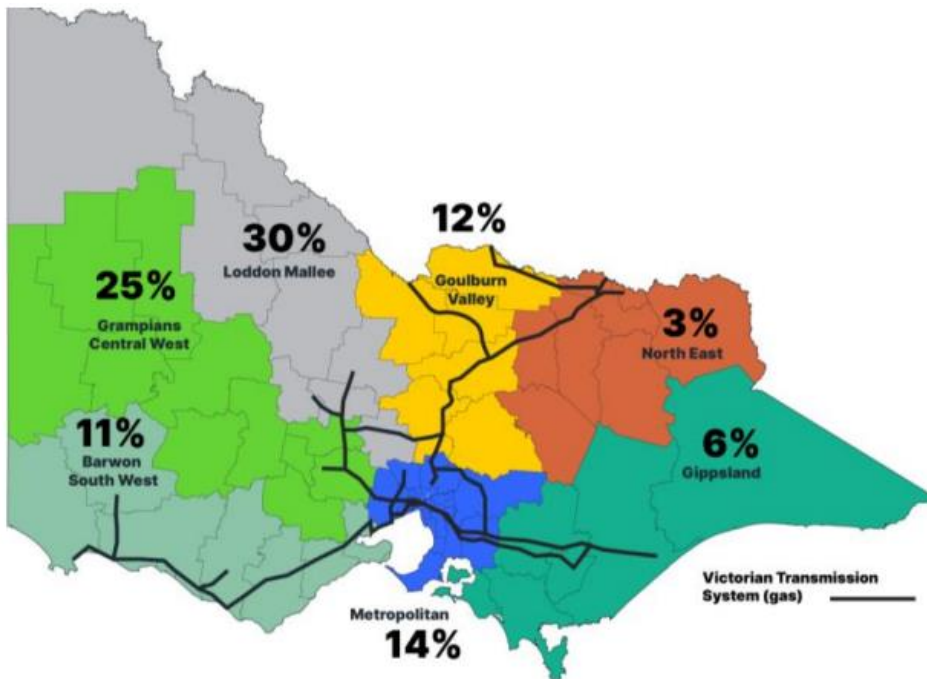 12%
30%
Loddon Mallee
Goulburn
Valley
25%
Grampians
Central West
3%
North East
11%
Barwon
South West
6%
Gippsland
Victorian Transmission
System (gas)
Metropolitan
14%